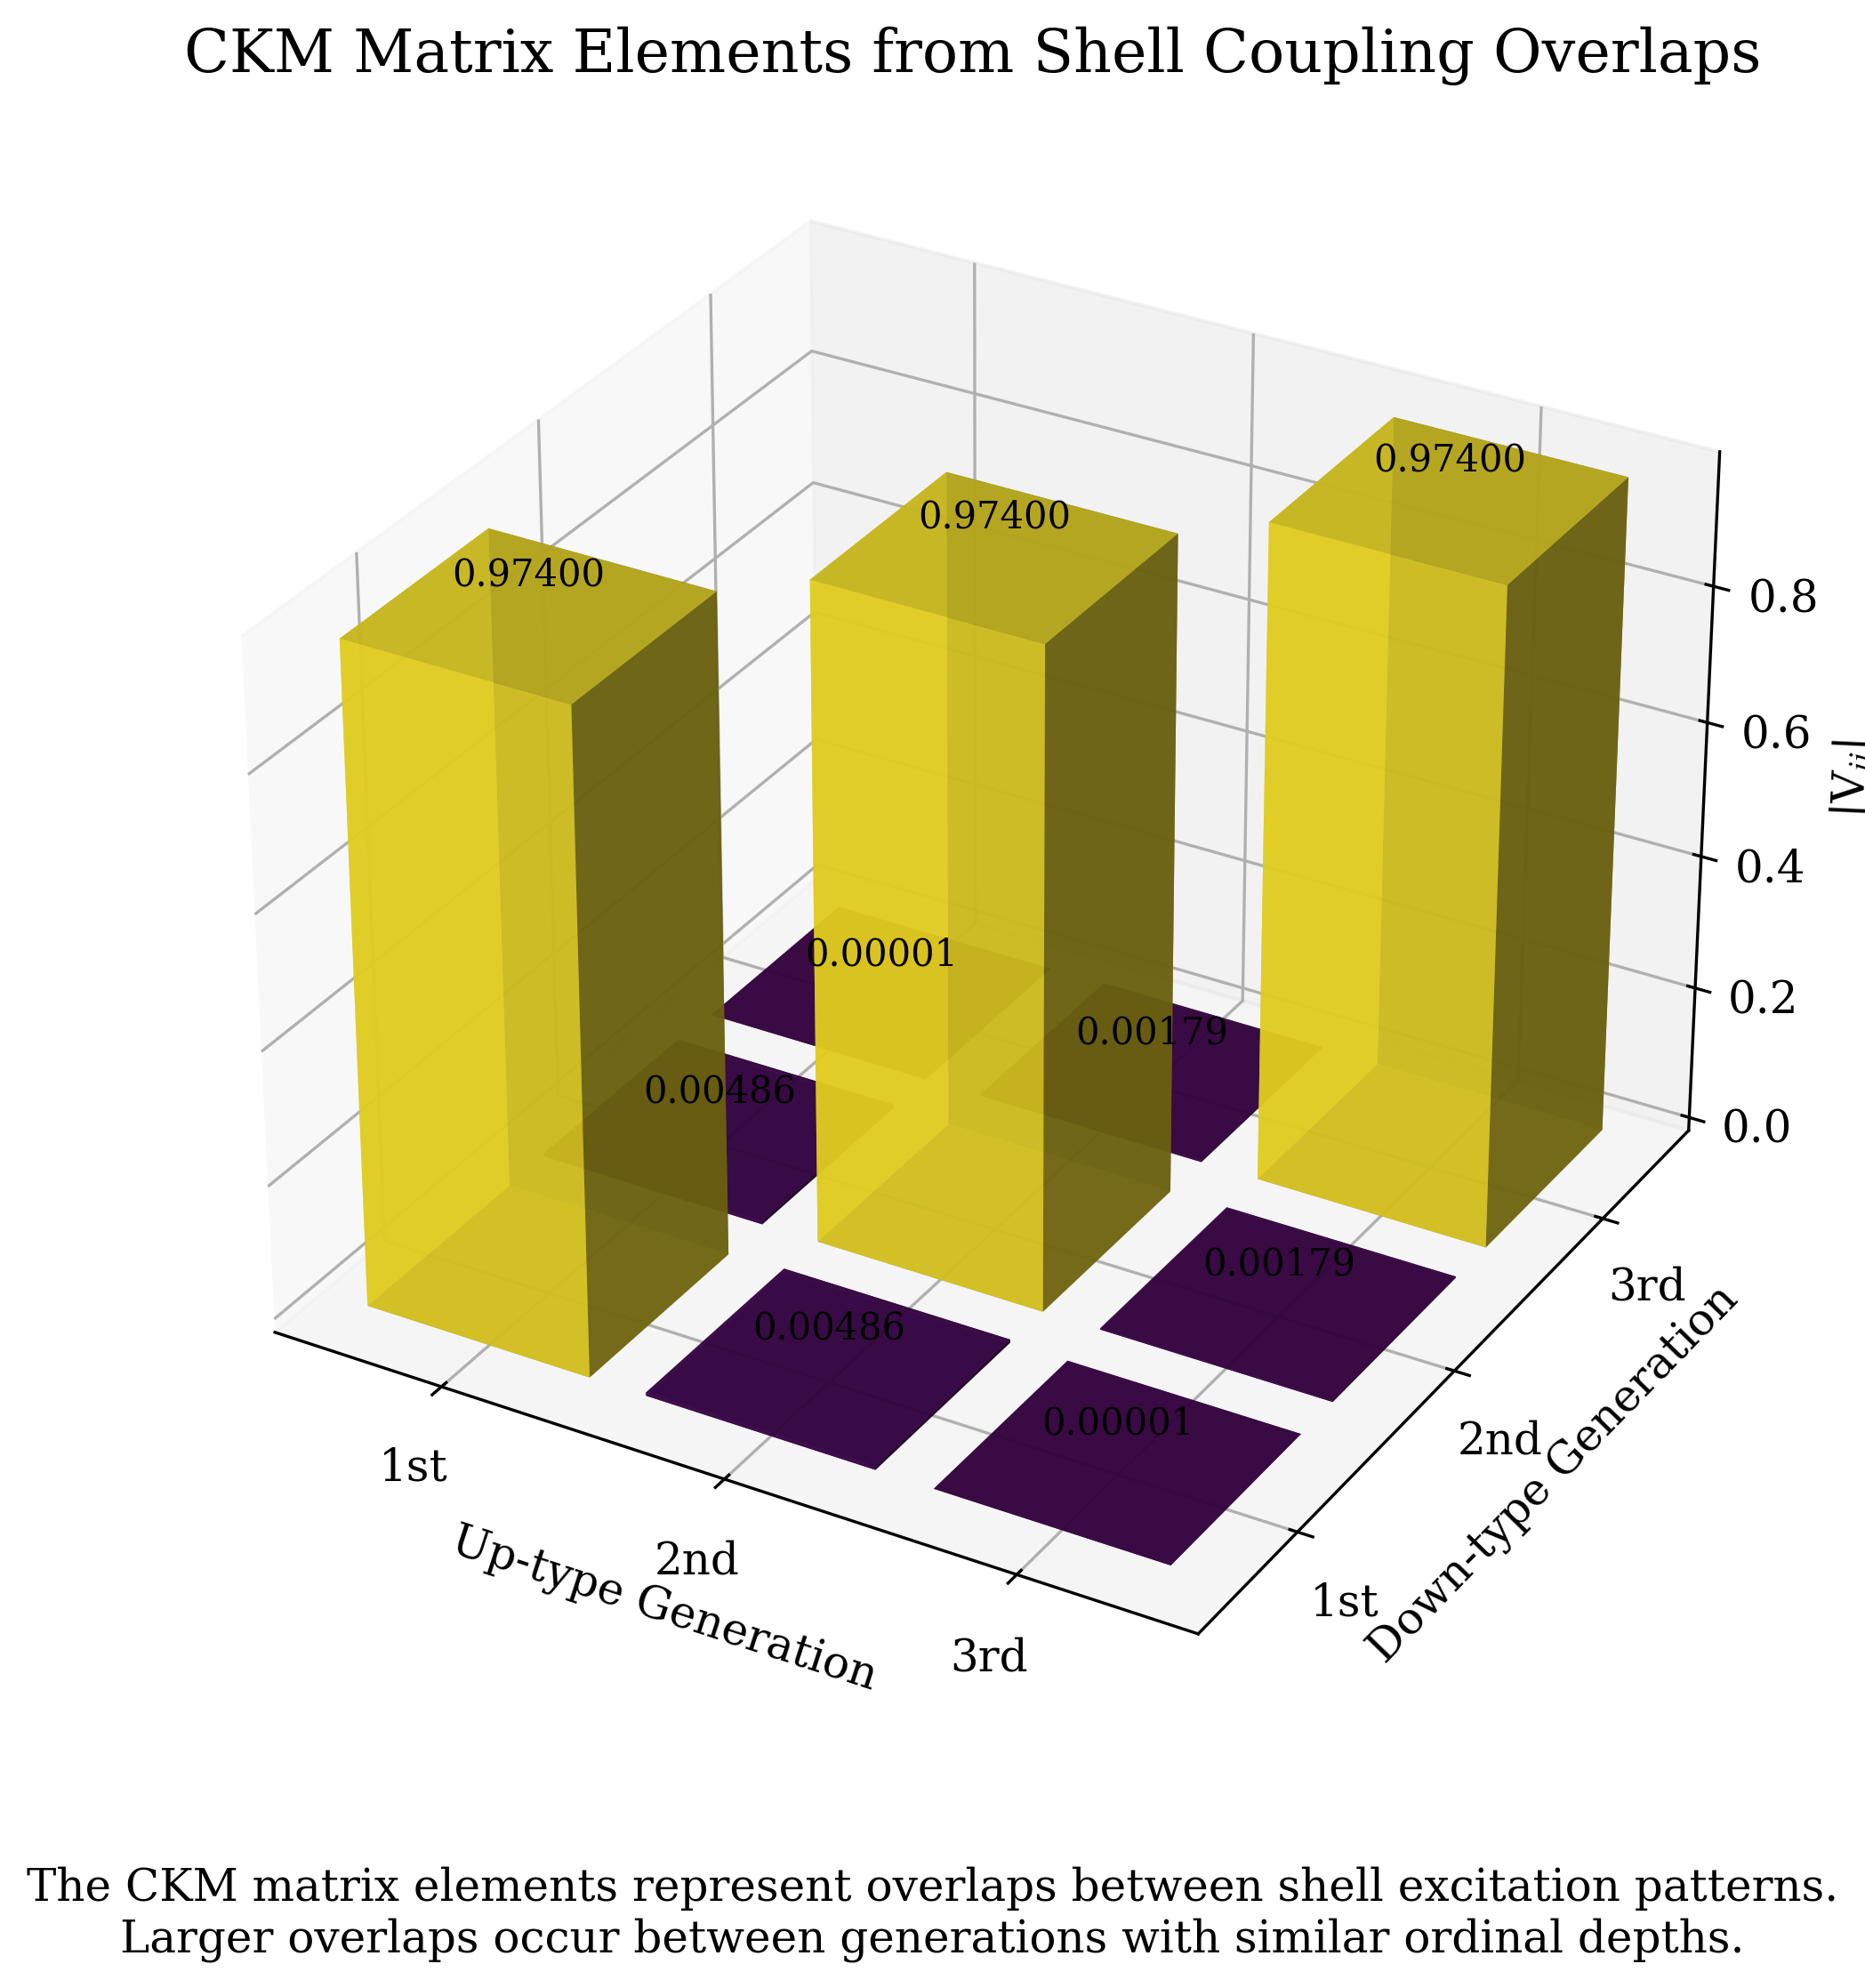 CKM Matrix Elements from Shell Coupling Overlaps
0.97400
0.97400
0.97400
0.8
0.6
|V_ij|
0.4
0.00001
0.2
0.00179
0.00486
0.0
0.00179
3rd
0.00486
0.00001
2nd
1st
Down-type Generation
2nd
1st
Up-type Generation
3rd
The CKM matrix elements represent overlaps between shell excitation patterns.
Larger overlaps occur between generations with similar ordinal depths.